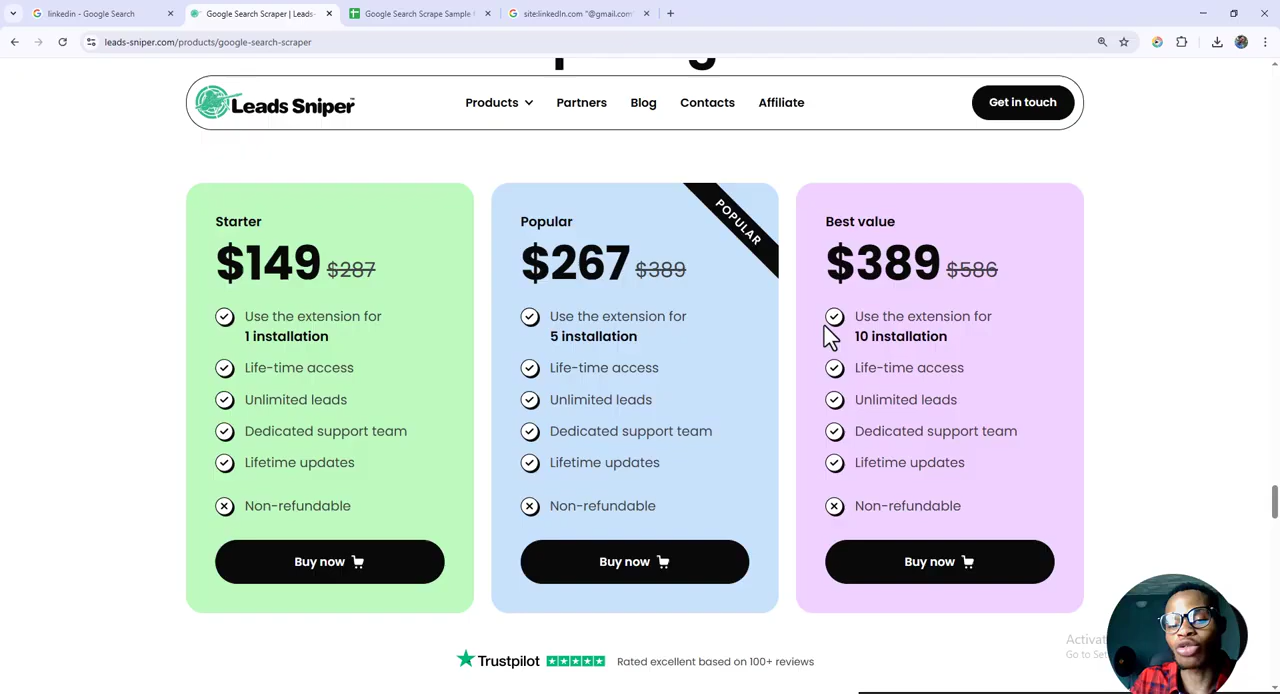 linkedin - Google Search
Google Search Scraper | Leads-
Google Search Scrape Sample
site:linkedIn.com "@gmail.com"
leads-sniper.com/products/google-search-scraper
Leads Sniper
Products
Partners
Blog
Contacts
Affiliate
Get in touch
Starter
$149 $287
Use the extension for
1 installation
Life-time access
Unlimited leads
Dedicated support team
Lifetime updates
Non-refundable
Buy now
POPULAR
Popular
$267 $389
Use the extension for
5 installation
Life-time access
Unlimited leads
Dedicated support team
Lifetime updates
Non-refundable
Buy now
Best value
$389 $586
Use the extension for
10 installation
Life-time access
Unlimited leads
Dedicated support team
Lifetime updates
Non-refundable
Buy now
Trustpilot
Rated excellent based on 100+ reviews
Activat
Go to Set